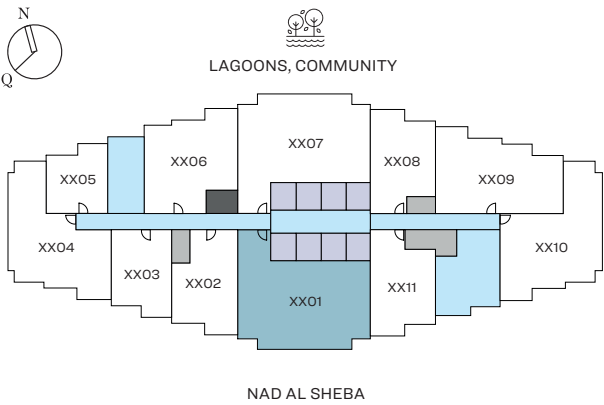 N
Q
LAGOONS, COMMUNITY
XX07
XX06
XX08
XX05
XX09
XX04
XX10
XX03
XX02
XX01
XX11
NAD AL SHEBA